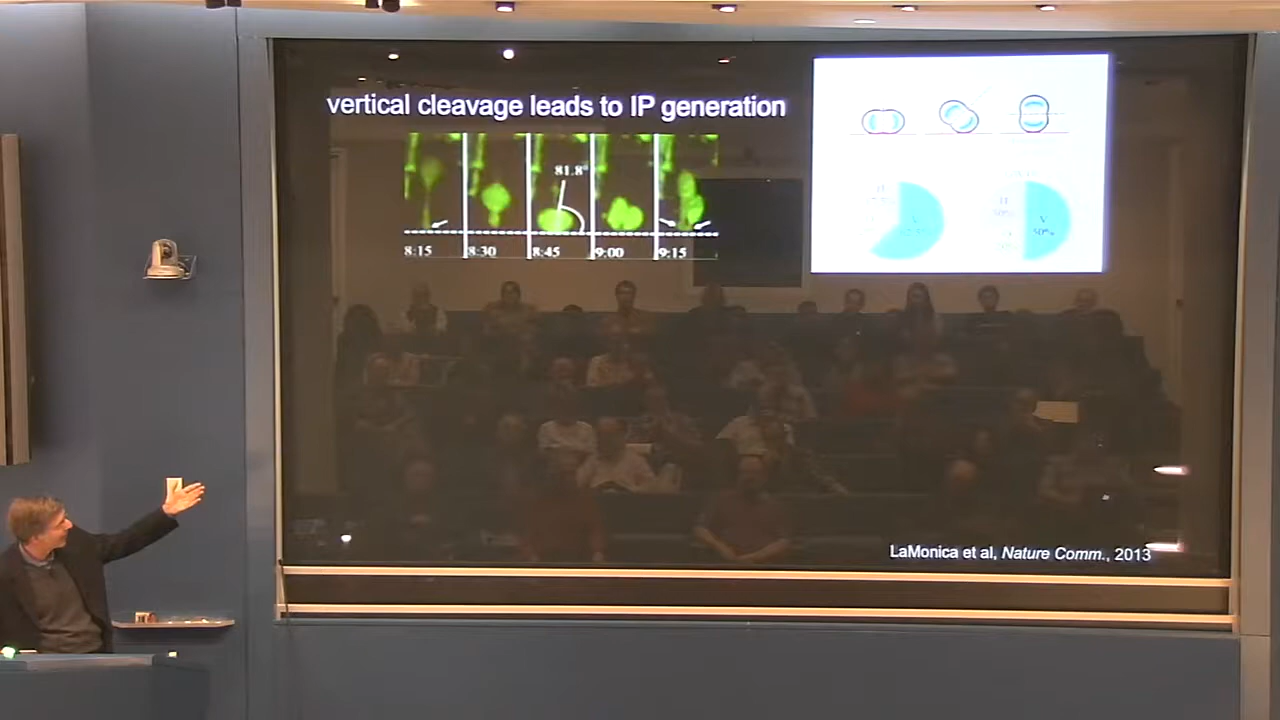 vertical cleavage leads to IP generation
81.8°
8:15 8:30 8:45 9:00 9:15
V
V
50%
LaMonica et al, Nature Comm., 2013